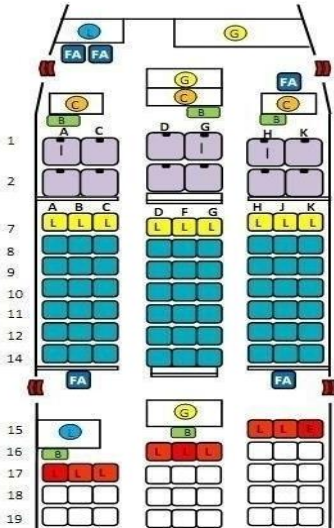 L G
FA FA
G FA
C C C
B B B
A C D G H K
1 I I I
2
A B C D F G H J K
7 L L L L L L L L L
8
9
10
11
12
14
FA FA
G
15 L L L
L B
16 B L L L
17 L L
18
19